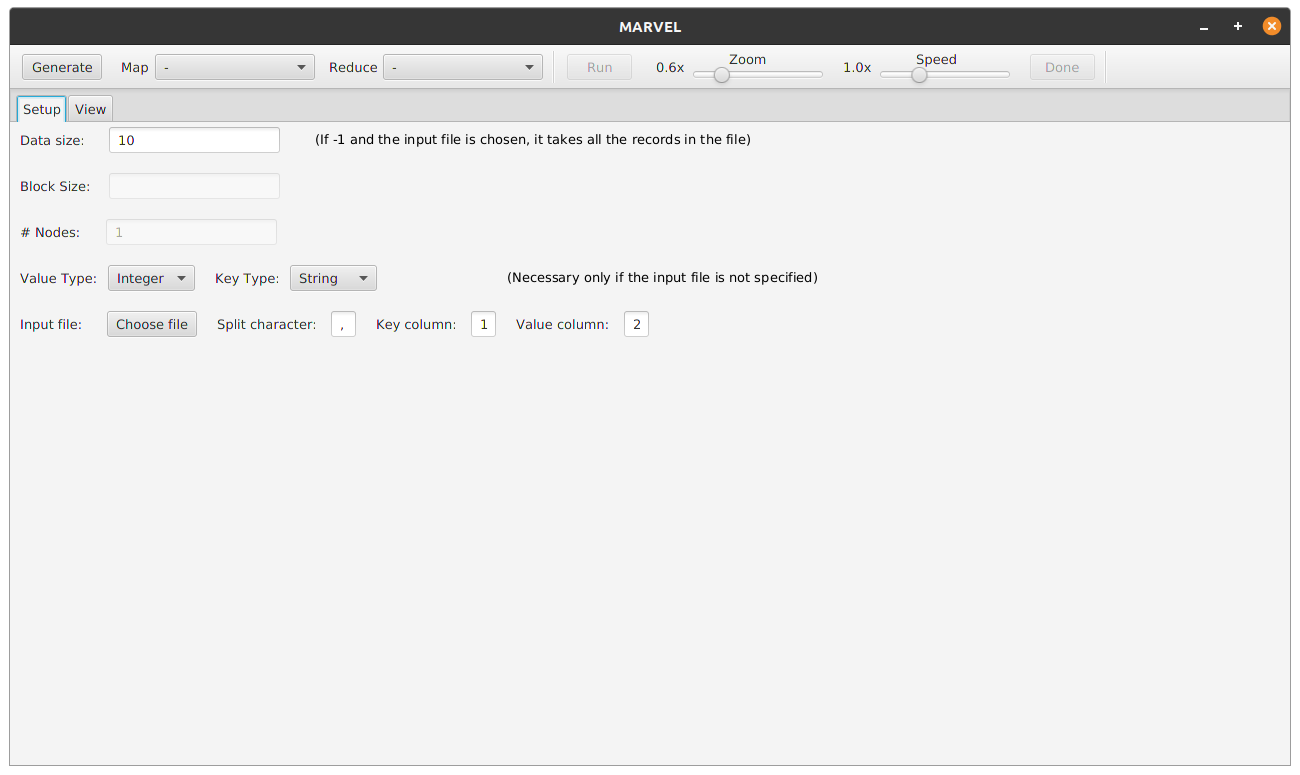 MARVEL
Generate Map - Reduce - Run 0.6x Zoom 1.0x Speed Done
Setup View
Data size: 10 (If -1 and the input file is chosen, it takes all the records in the file)
Block Size:
# Nodes: 1
Value Type: Integer Key Type: String (Necessary only if the input file is not specified)
Input file: Choose file Split character: , Key column: 1 Value column: 2